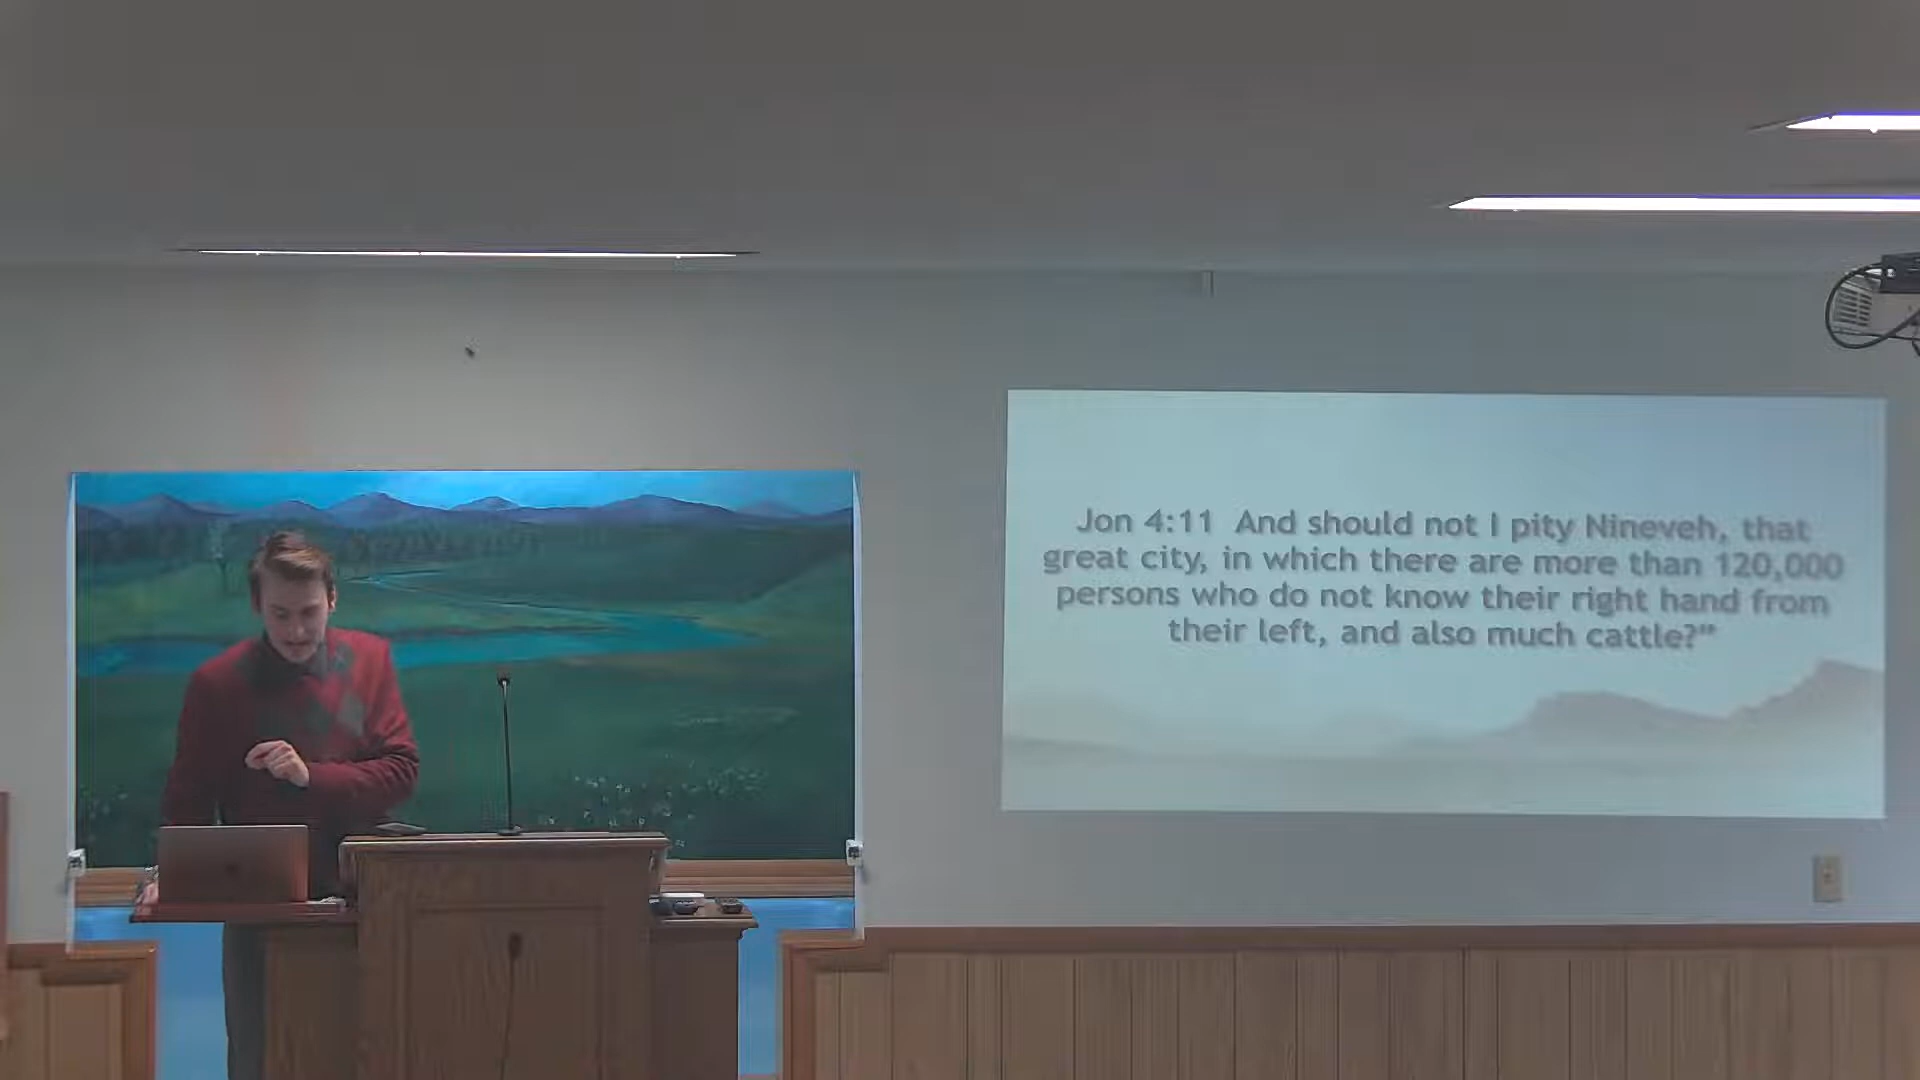 Jon 4:11  And should not I pity Nineveh, that
great city, in which there are more than 120,000
persons who do not know their right hand from
their left, and also much cattle?"